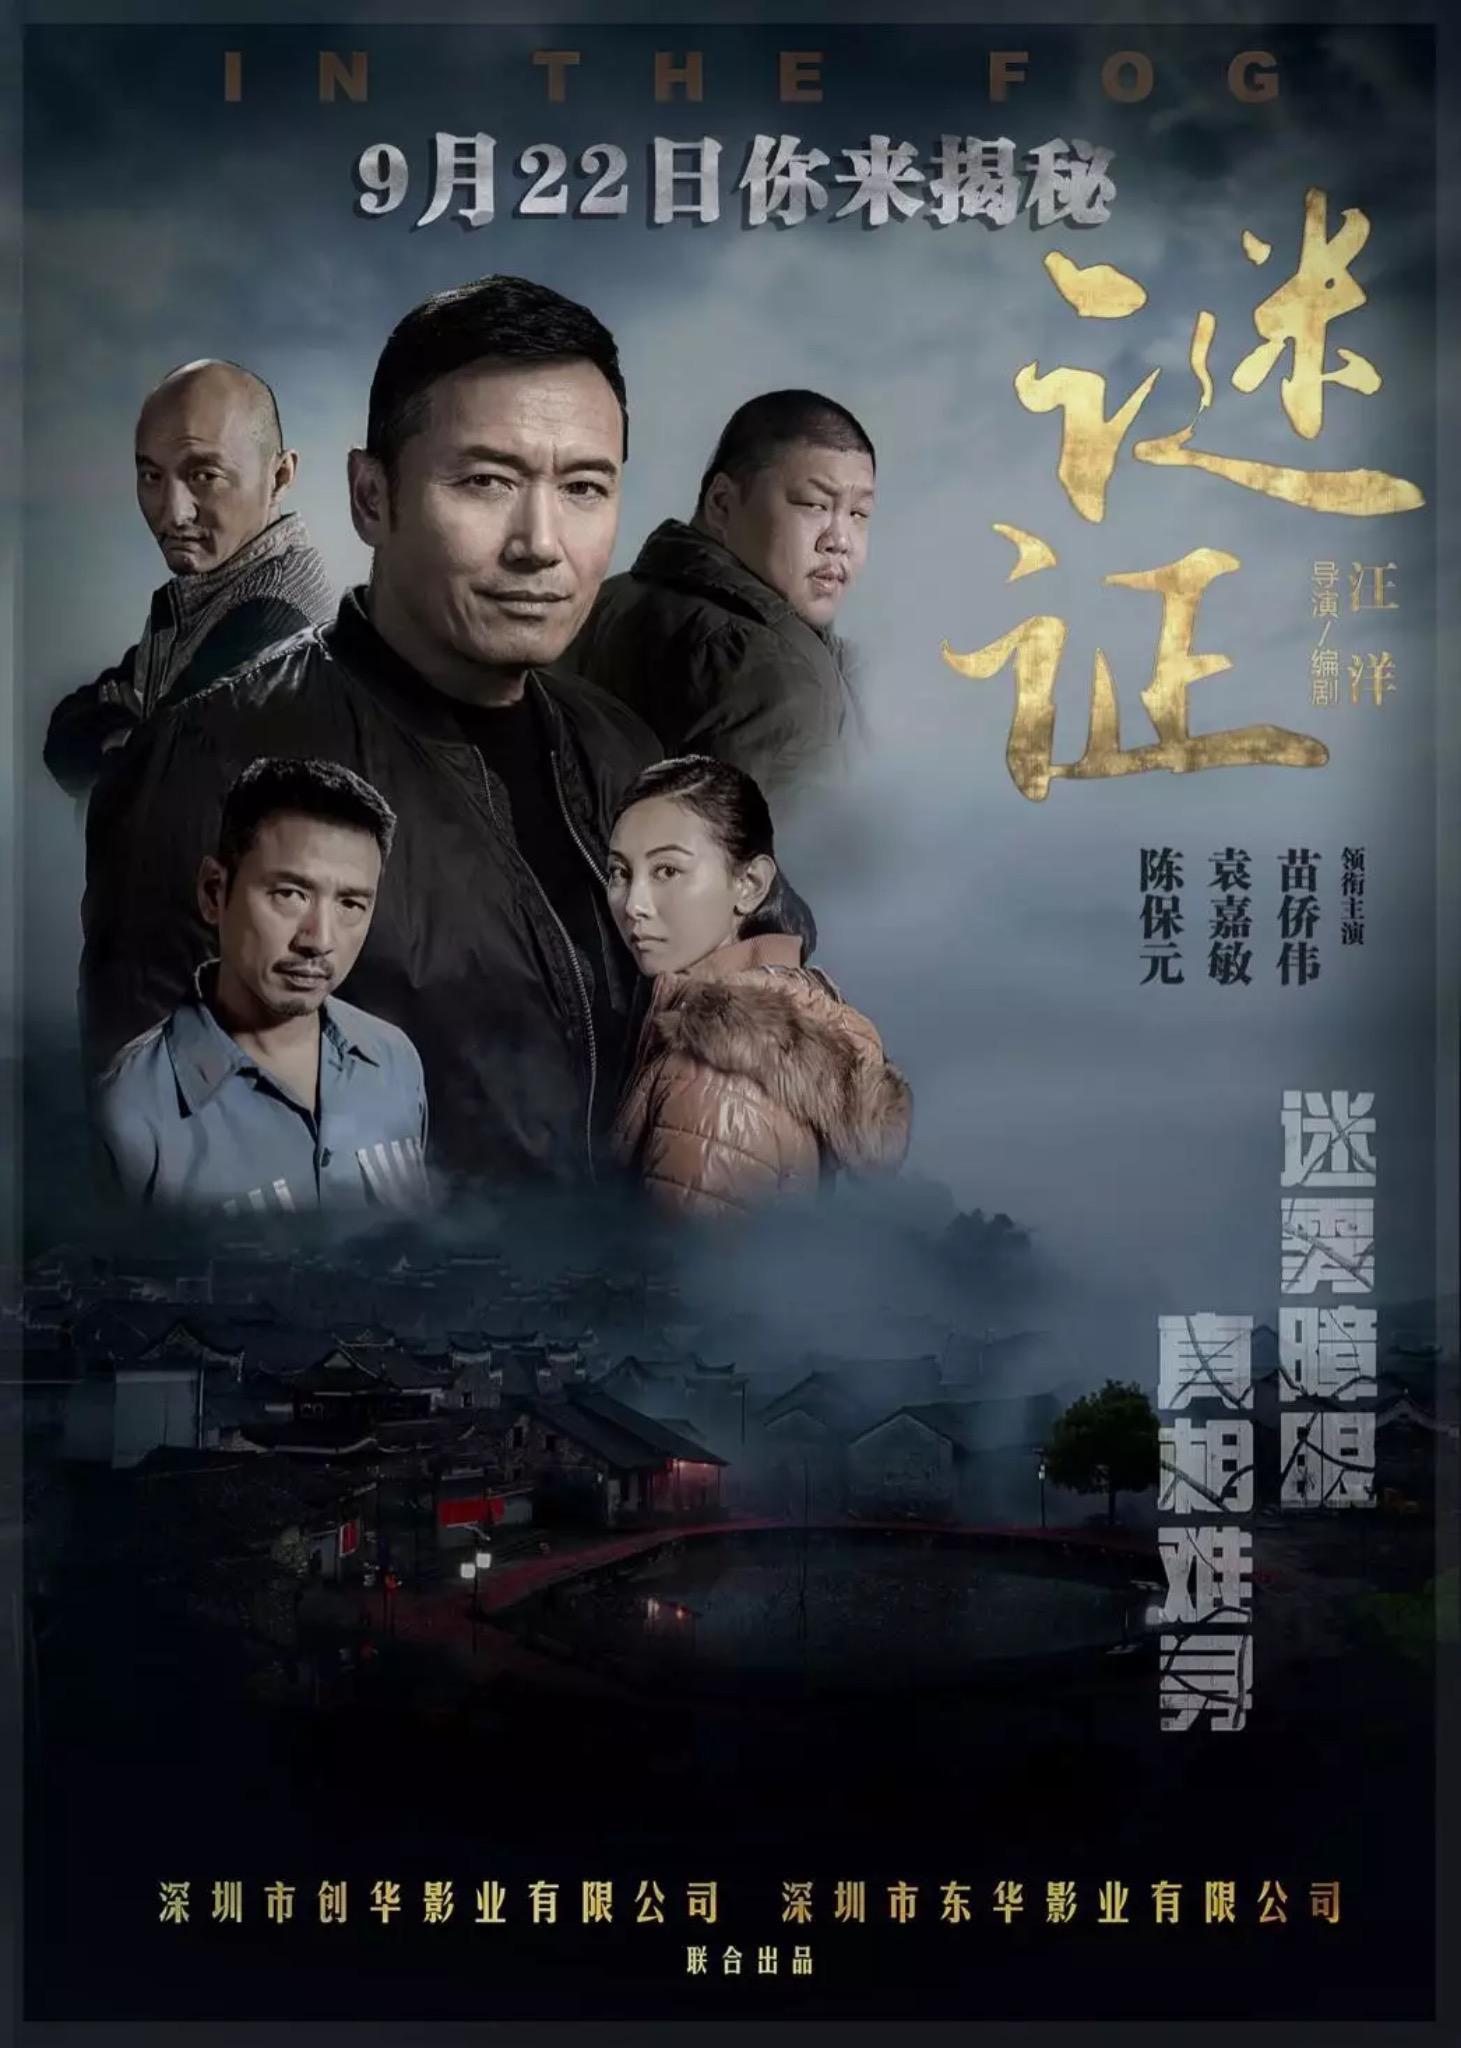 IN THE FOG
9月22日你来揭秘
谜证
导演/编剧
汪洋
领衔主演
苗侨伟
袁嘉敏
陈保元
迷雾障眼
真相难寻
深圳市创华影业有限公司 深圳市东华影业有限公司
联合出品